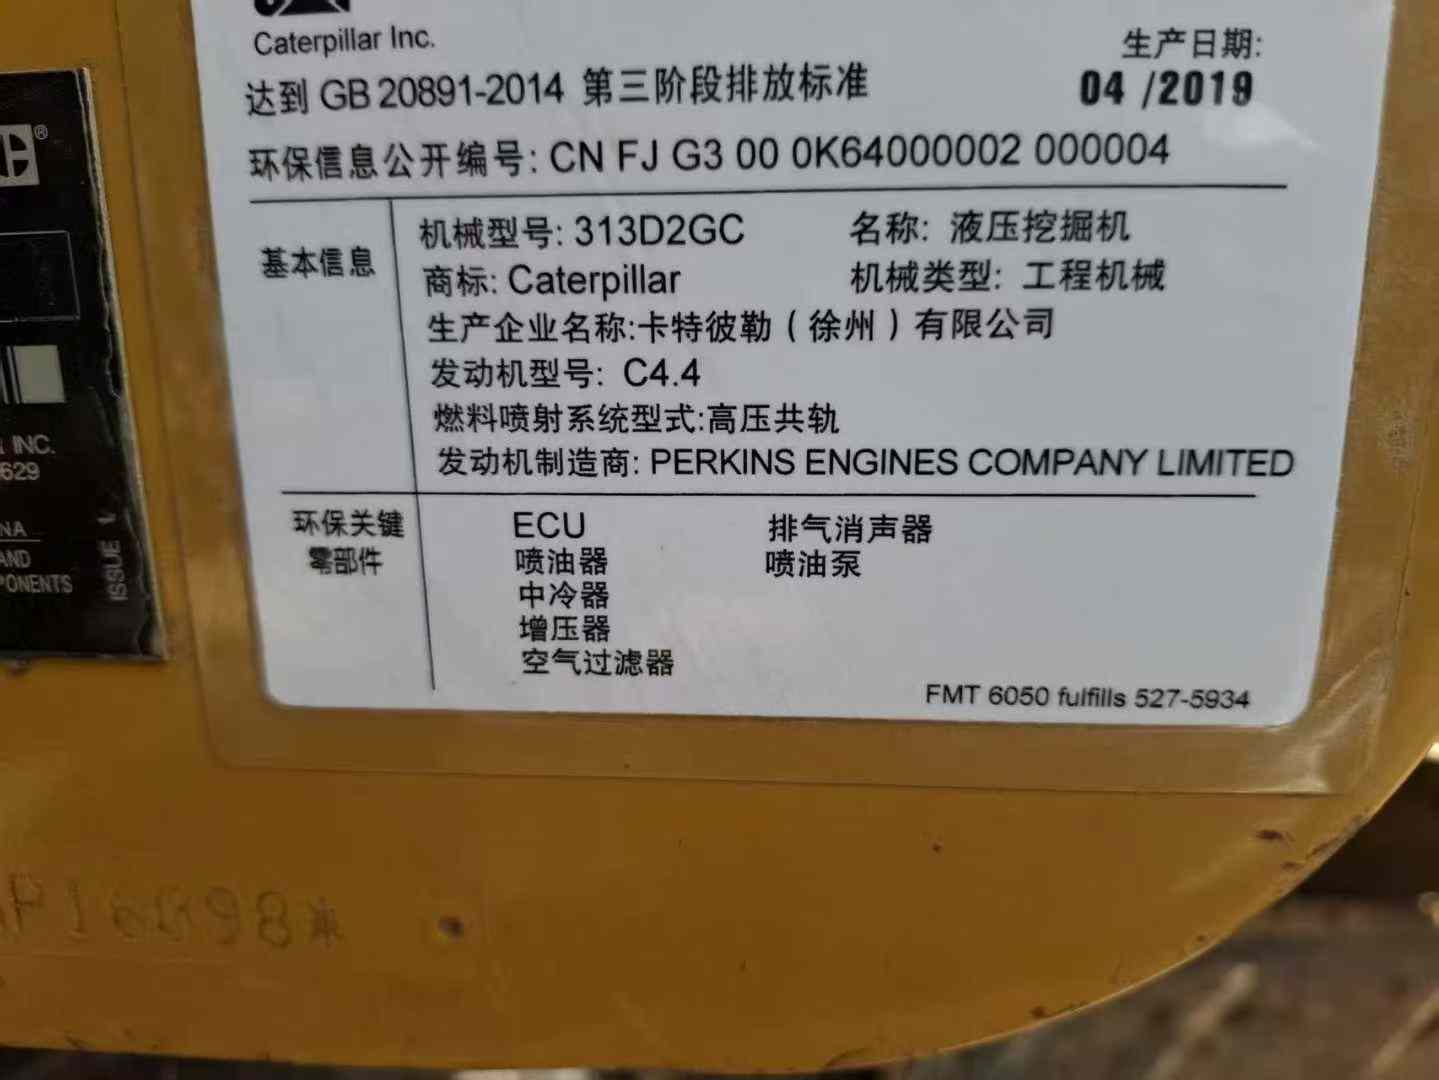 Caterpillar Inc.
生产日期:
04 /2019
达到 GB 20891-2014 第三阶段排放标准
环保信息公开编号: CN FJ G3 00 0K64000002 000004
基本信息
机械型号: 313D2GC 名称: 液压挖掘机
商标: Caterpillar 机械类型: 工程机械
生产企业名称:卡特彼勒（徐州）有限公司
发动机型号: C4.4
燃料喷射系统型式:高压共轨
发动机制造商: PERKINS ENGINES COMPANY LIMITED
环保关键
零部件
ECU 排气消声器
喷油器 喷油泵
中冷器
增压器
空气过滤器
FMT 6050 fulfills 527-5934
®
INC.
629
NA
AND
ONENTS
ISSUE 1